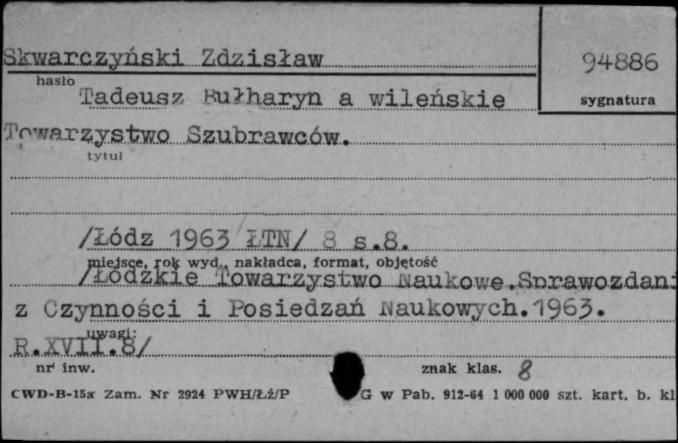 Skwarczyński Zdzisław
94886
hasło
sygnatura
Tadeusz Bułharyn a wileńskie
Towarzystwo Szubrawców.
tytuł
/Łódz 1963 ŁTN/ 8 s.8.
miejsce, rok wyd., nakładca, format, objętość
/Łódzkie Towarzystwo Naukowe.Sprawozdani
z Czynności i Posiedzań Naukowych.1963.
uwagi:
R.XVII.8/
nr inw.
znak klas. 8
CWD-B-15a Zam. Nr 2924 PWH/Łź/P
G w Pab. 912-64 1 000 000 szt. kart. b. kl